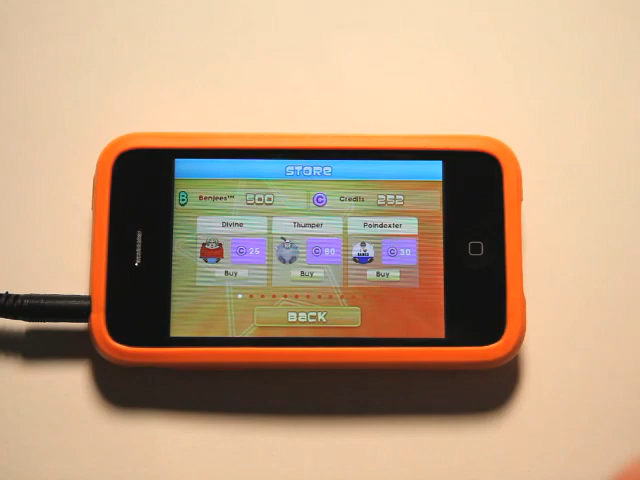 STORE
B Benjees™ 500 C Credits 252
Divine Thumper Poindexter
C 25 C 80 C 30
Buy Buy Buy
BACK